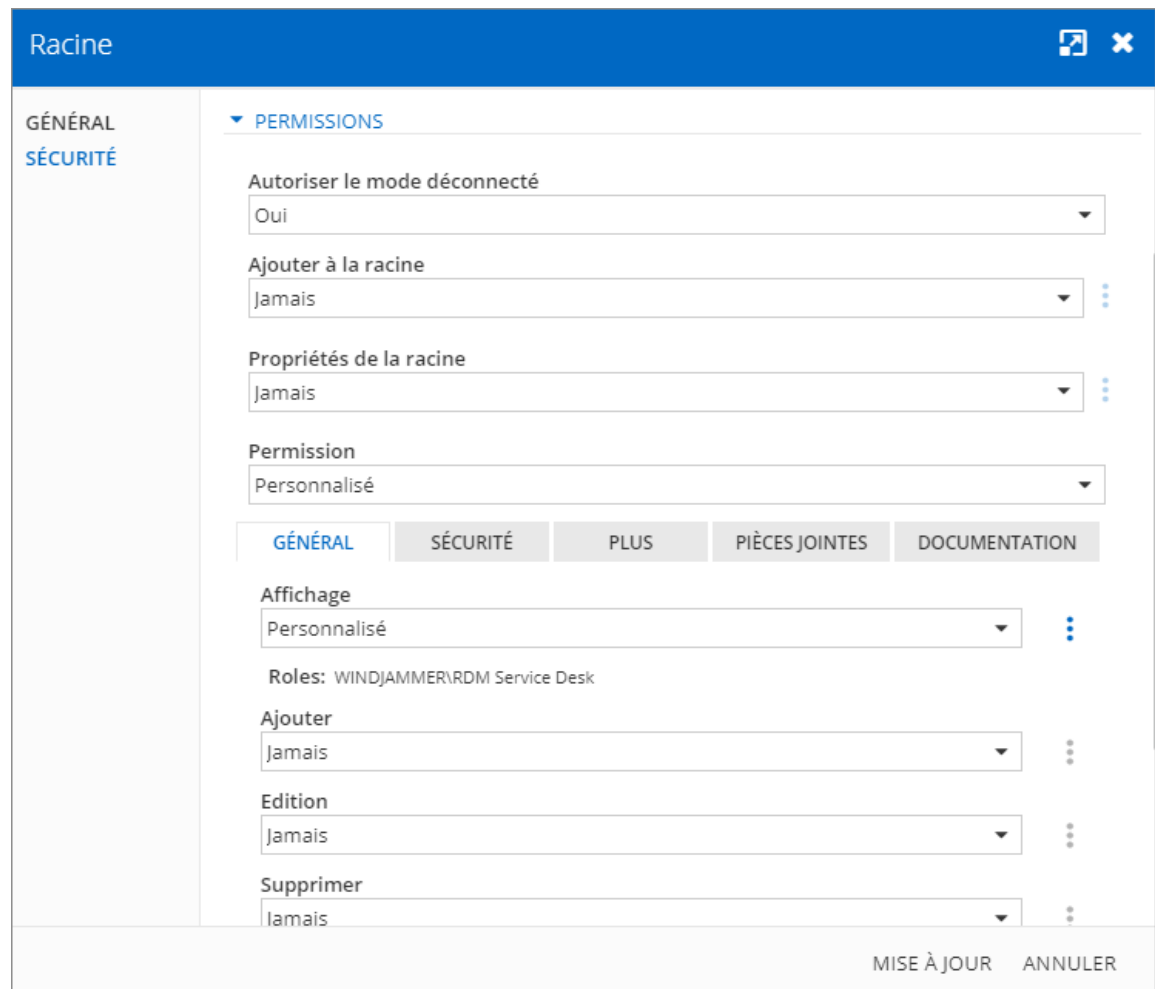 Racine
GÉNÉRAL
SÉCURITÉ
PERMISSIONS
Autoriser le mode déconnecté
Oui
Ajouter à la racine
Jamais
Propriétés de la racine
Jamais
Permission
Personnalisé
GÉNÉRAL SÉCURITÉ PLUS PIÈCES JOINTES DOCUMENTATION
Affichage
Personnalisé
Roles: WINDJAMMER\RDM Service Desk
Ajouter
Jamais
Edition
Jamais
Supprimer
Jamais
MISE À JOUR ANNULER